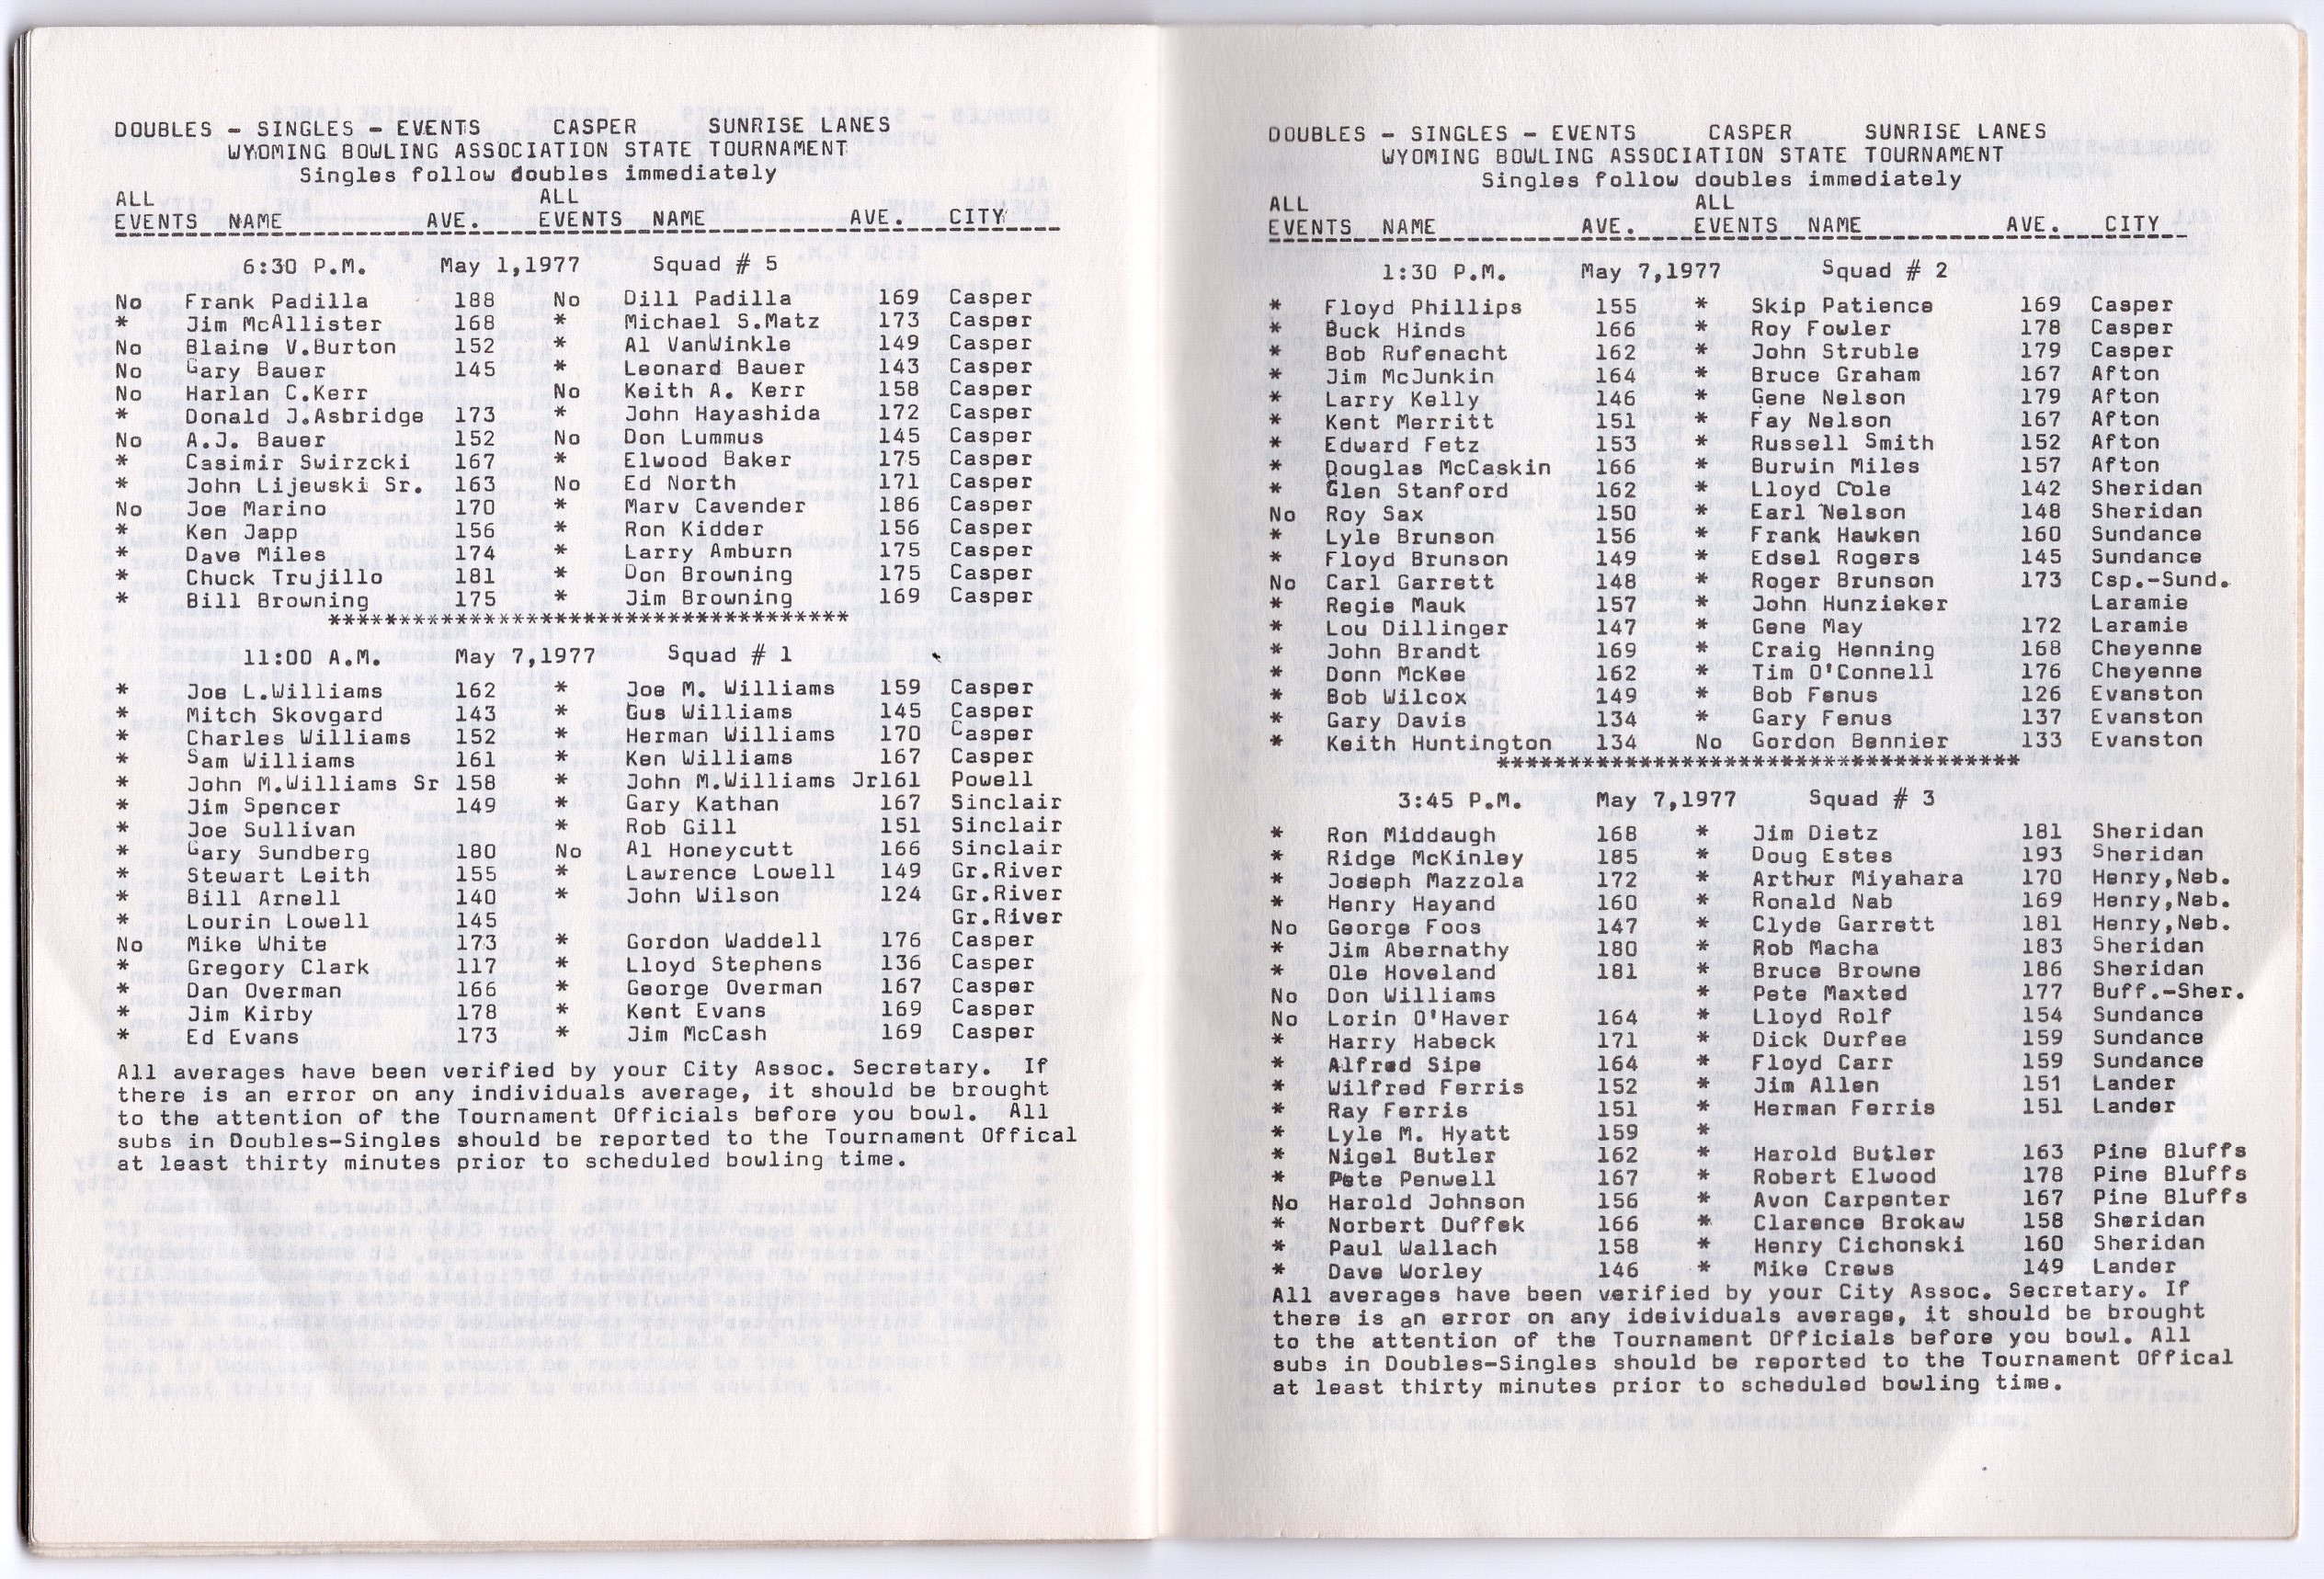 DOUBLES - SINGLES - EVENTS CASPER SUNRISE LANES
WYOMING BOWLING ASSOCIATION STATE TOURNAMENT
Singles follow doubles immediately
ALL ALL
EVENTS NAME AVE. EVENTS NAME AVE. CITY
6:30 P.M. May 1,1977 Squad # 5
No Frank Padilla 188 No Dill Padilla 169 Casper
* Jim McAllister 168 * Michael S.Matz 173 Casper
No Blaine V.Burton 152 * Al VanWinkle 149 Casper
No Gary Bauer 145 * Leonard Bauer 143 Casper
No Harlan C.Kerr No Keith A. Kerr 158 Casper
* Donald J.Asbridge 173 * John Hayashida 172 Casper
No A.J. Bauer 152 No Don Lummus 145 Casper
* Casimir Swirzcki 167 * Elwood Baker 175 Casper
* John Lijewski Sr. 163 No Ed North 171 Casper
No Joe Marino 170 * Marv Cavender 186 Casper
* Ken Japp 156 * Ron Kidder 156 Casper
* Dave Miles 174 * Larry Amburn 175 Casper
* Chuck Trujillo 181 * Don Browning 175 Casper
* Bill Browning 175 * Jim Browning 169 Casper
*************************************
11:00 A.M. May 7,1977 Squad # 1
* Joe L.Williams 162 * Joe M. Williams 159 Casper
* Mitch Skovgard 143 * Gus Williams 145 Casper
* Charles Williams 152 * Herman Williams 170 Casper
* Sam Williams 161 * Ken Williams 167 Casper
* John M.Williams Sr 158 * John M.Williams Jr161 Powell
* Jim Spencer 149 * Gary Kathan 167 Sinclair
* Joe Sullivan * Rob Gill 151 Sinclair
* Gary Sundberg 180 No Al Honeycutt 166 Sinclair
* Stewart Leith 155 * Lawrence Lowell 149 Gr.River
* Bill Arnell 140 * John Wilson 124 Gr.River
* Lourin Lowell 145 Gr.River
No Mike White 173 * Gordon Waddell 176 Casper
* Gregory Clark 117 * Lloyd Stephens 136 Casper
* Dan Overman 166 * George Overman 167 Casper
* Jim Kirby 178 * Kent Evans 169 Casper
* Ed Evans 173 * Jim McCash 169 Casper
All averages have been verified by your City Assoc. Secretary. If
there is an error on any individuals average, it should be brought
to the attention of the Tournament Officials before you bowl. All
subs in Doubles-Singles should be reported to the Tournament Offical
at least thirty minutes prior to scheduled bowling time.
DOUBLES - SINGLES - EVENTS CASPER SUNRISE LANES
WYOMING BOWLING ASSOCIATION STATE TOURNAMENT
Singles follow doubles immediately
ALL ALL
EVENTS NAME AVE. EVENTS NAME AVE. CITY
1:30 P.M. May 7,1977 Squad # 2
* Floyd Phillips 155 * Skip Patience 169 Casper
* Buck Hinds 166 * Roy Fowler 178 Casper
* Bob Rufenacht 162 * John Struble 179 Casper
* Jim McJunkin 164 * Bruce Graham 167 Afton
* Larry Kelly 146 * Gene Nelson 179 Afton
* Kent Merritt 151 * Fay Nelson 167 Afton
* Edward Fetz 153 * Russell Smith 152 Afton
* Douglas McCaskin 166 * Burwin Miles 157 Afton
* Glen Stanford 162 * Lloyd Cole 142 Sheridan
No Roy Sax 150 * Earl Nelson 148 Sheridan
* Lyle Brunson 156 * Frank Hawken 160 Sundance
* Floyd Brunson 149 * Edsel Rogers 145 Sundance
No Carl Garrett 148 * Roger Brunson 173 Csp.-Sund.
* Regie Mauk 157 * John Hunzieker Laramie
* Lou Dillinger 147 * Gene May 172 Laramie
* John Brandt 169 * Craig Henning 168 Cheyenne
* Donn McKee 162 * Tim O'Connell 176 Cheyenne
* Bob Wilcox 149 * Bob Fenus 126 Evanston
* Gary Davis 134 * Gary Fenus 137 Evanston
* Keith Huntington 134 No Gordon Bennier 133 Evanston
*************************************
3:45 P.M. May 7,1977 Squad # 3
* Ron Middaugh 168 * Jim Dietz 181 Sheridan
* Ridge McKinley 185 * Doug Estes 193 Sheridan
* Joseph Mazzola 172 * Arthur Miyahara 170 Henry,Neb.
* Henry Hayand 160 * Ronald Nab 169 Henry,Neb.
No George Foos 147 * Clyde Garrett 181 Henry,Neb.
* Jim Abernathy 180 * Rob Macha 183 Sheridan
* Ole Hoveland 181 * Bruce Browne 186 Sheridan
No Don Williams * Pete Maxted 177 Buff.-Sher.
No Lorin O'Haver 164 * Lloyd Rolf 154 Sundance
* Harry Habeck 171 * Dick Durfee 159 Sundance
* Alfred Sipe 164 * Floyd Carr 159 Sundance
* Wilfred Ferris 152 * Jim Allen 151 Lander
* Ray Ferris 151 * Herman Ferris 151 Lander
* Lyle M. Hyatt 159 *
* Nigel Butler 162 * Harold Butler 163 Pine Bluffs
* Pete Penwell 167 * Robert Elwood 178 Pine Bluffs
No Harold Johnson 156 * Avon Carpenter 167 Pine Bluffs
* Norbert Duffek 166 * Clarence Brokaw 158 Sheridan
* Paul Wallach 158 * Henry Cichonski 160 Sheridan
* Dave Worley 146 * Mike Crews 149 Lander
All averages have been verified by your City Assoc. Secretary. If
there is an error on any ideividuals average, it should be brought
to the attention of the Tournament Officials before you bowl. All
subs in Doubles-Singles should be reported to the Tournament Offical
at least thirty minutes prior to scheduled bowling time.